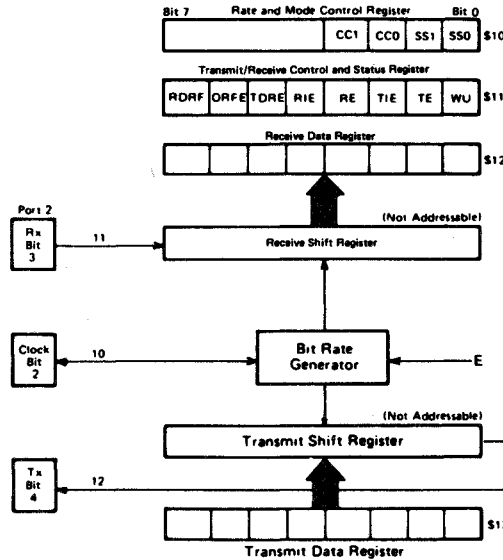 Bit 7 Rate and Mode Control Register Bit 0
CC1 CC0 SS1 SS0 $10
Transmit/Receive Control and Status Register
RDRF ORFE TDRE RIE RE TIE TE WU $11
Receive Data Register
$12
Port 2
(Not Addressable)
Rx
Bit
3
11
Receive Shift Register
Clock
Bit
2
10
Bit Rate
Generator
E
(Not Addressable)
Transmit Shift Register
Tx
Bit
4
12
Transmit Data Register